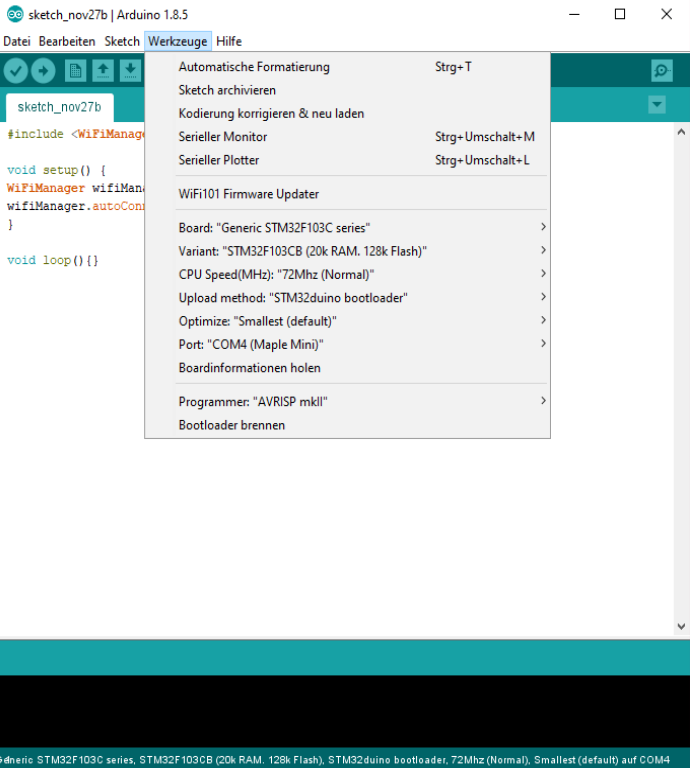 sketch_nov27b | Arduino 1.8.5
Datei Bearbeiten Sketch Werkzeuge Hilfe
sketch_nov27b
Automatische Formatierung Strg+T
Sketch archivieren
Kodierung korrigieren & neu laden
Serieller Monitor Strg+Umschalt+M
Serieller Plotter Strg+Umschalt+L
WiFi101 Firmware Updater
Board: "Generic STM32F103C series"
Variant: "STM32F103CB (20k RAM. 128k Flash)"
CPU Speed(MHz): "72Mhz (Normal)"
Upload method: "STM32duino bootloader"
Optimize: "Smallest (default)"
Port: "COM4 (Maple Mini)"
Boardinformationen holen
Programmer: "AVRISP mkII"
Bootloader brennen
#include <WiFiManage
void setup() {
WiFiManager wifiMan
wifiManager.autoCon
}
void loop(){}
STM32F103C series, STM32F103CB (20k RAM. 128k Flash), STM32duino bootloader, 72Mhz (Normal), Smallest (default) auf COM4